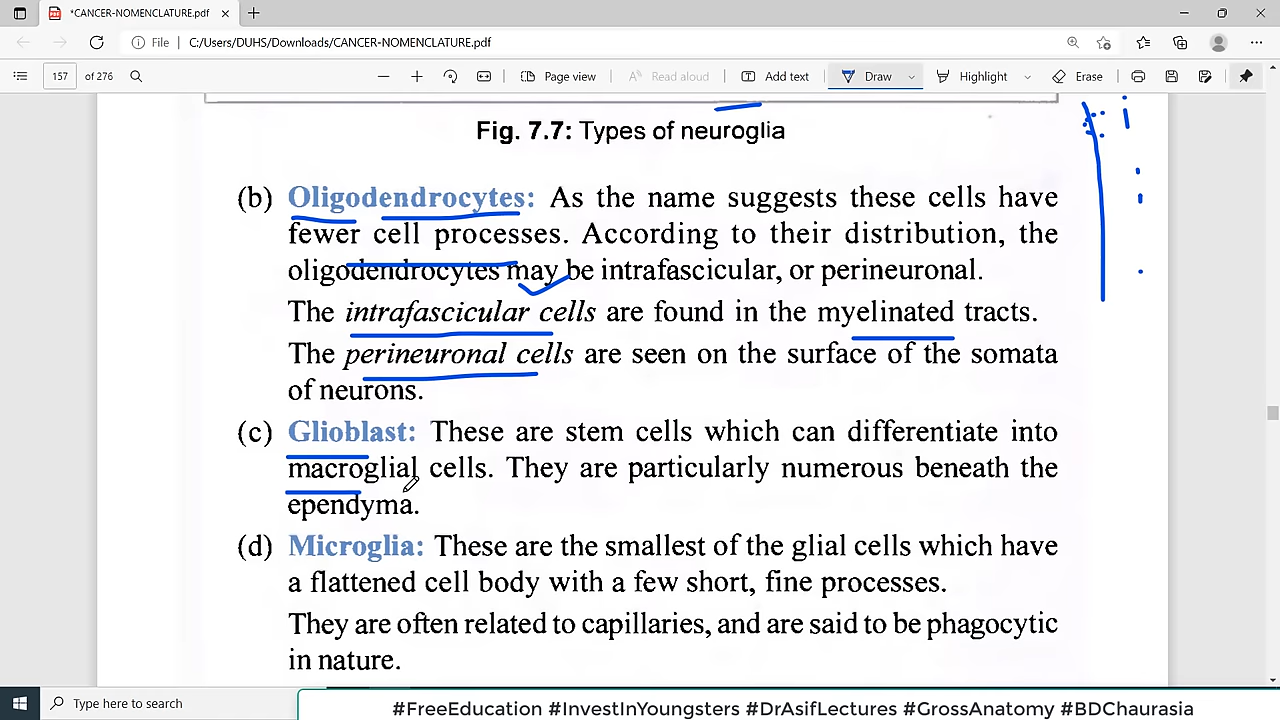 *CANCER-NOMENCLATURE.pdf
File C:/Users/DUHS/Downloads/CANCER-NOMENCLATURE.pdf
157 of 276 Page view Read aloud Add text Draw Highlight Erase
Fig. 7.7: Types of neuroglia
(b) Oligodendrocytes: As the name suggests these cells have
fewer cell processes. According to their distribution, the
oligodendrocytes may be intrafascicular, or perineuronal.
The intrafascicular cells are found in the myelinated tracts.
The perineuronal cells are seen on the surface of the somata
of neurons.
(c) Glioblast: These are stem cells which can differentiate into
macroglial cells. They are particularly numerous beneath the
ependyma.
(d) Microglia: These are the smallest of the glial cells which have
a flattened cell body with a few short, fine processes.
They are often related to capillaries, and are said to be phagocytic
in nature.
Type here to search
#FreeEducation #InvestInYoungsters #DrAsifLectures #GrossAnatomy #BDChaurasia